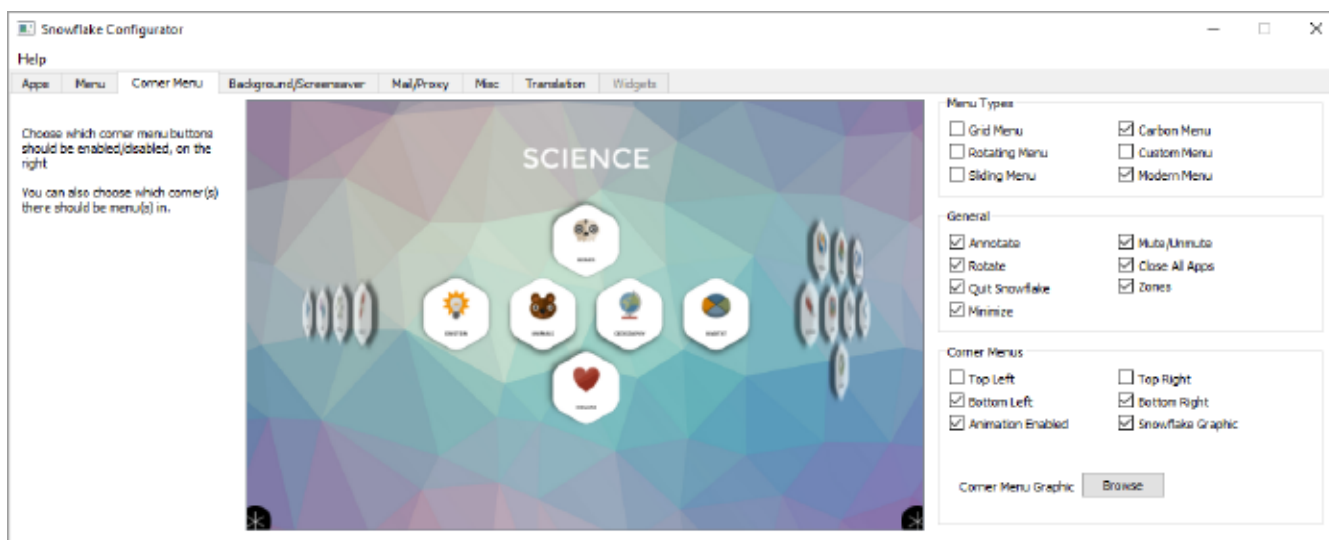 Snowflake Configurator
Help
Apps Menu Corner Menu Background/Screensaver Mail/Proxy Misc Translation Widgets
Choose which corner menu buttons
should be enabled/disabled, on the
right
You can also choose which corner(s)
there should be menu(s) in.
SCIENCE
ANIMALS
GEOGRAPHY
HABITAT
Menu Types
Grid Menu Carbon Menu
Rotating Menu Custom Menu
Sliding Menu Modern Menu
General
Annotate Mute/Unmute
Rotate Close All Apps
Quit Snowflake Zones
Minimize
Corner Menus
Top Left Top Right
Bottom Left Bottom Right
Animation Enabled Snowflake Graphic
Corner Menu Graphic Browse